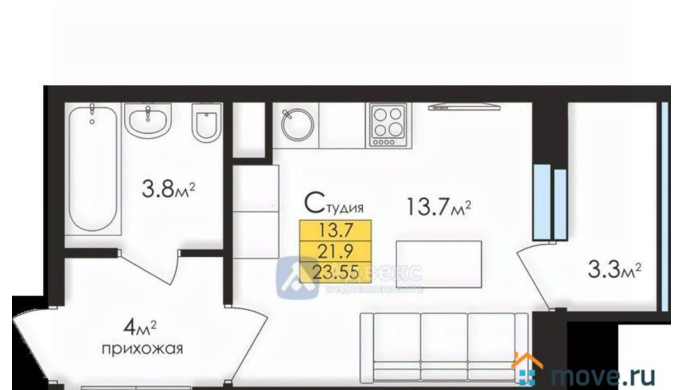 3.8м²
Студия
13.7м²
13.7
21.9
23.55
3.3м²
4м²
прихожая
move.ru